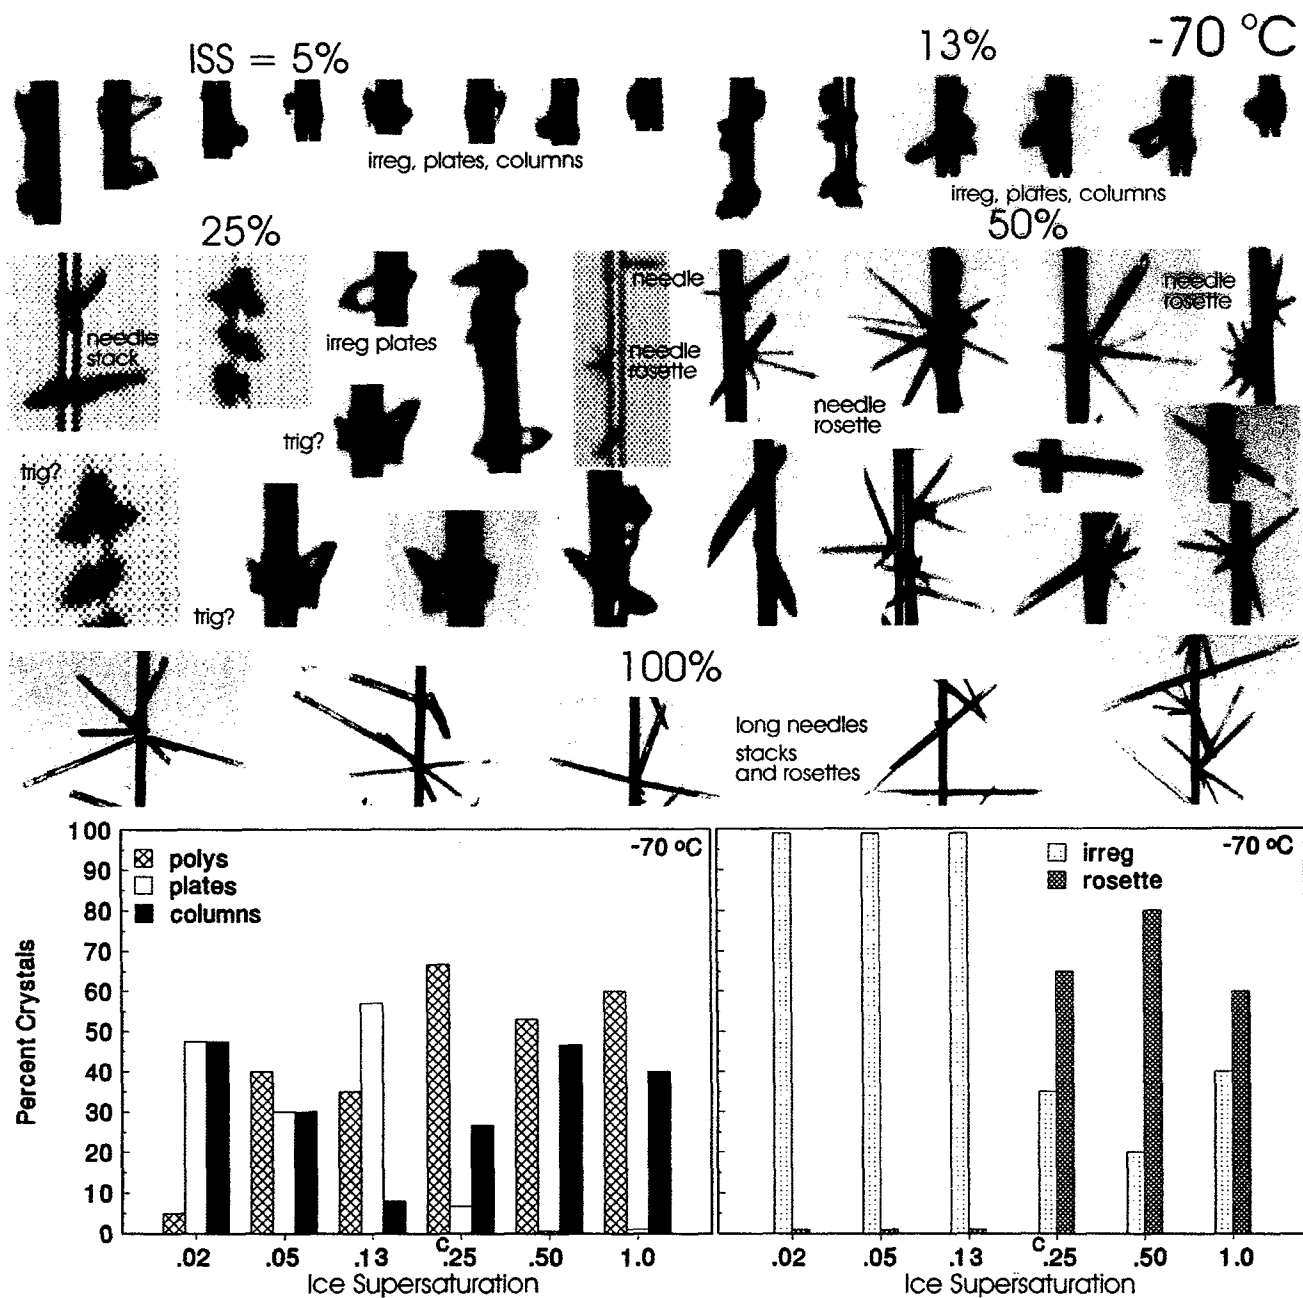 ISS = 5%
13%
-70 °C
irreg, plates, columns
irreg, plates, columns
25%
50%
needle
stack
irreg plates
needle
needle
rosette
needle
rosette
needle
rosette
trig?
trig?
trig?
100%
long needles
stacks
and rosettes
100
90
80
70
60
50
40
30
20
10
0
Percent Crystals
polys
plates
columns
-70 ºC
irreg
rosette
-70 ºC
.02 .05 .13 c.25 .50 1.0
Ice Supersaturation
.02 .05 .13 c.25 .50 1.0
Ice Supersaturation